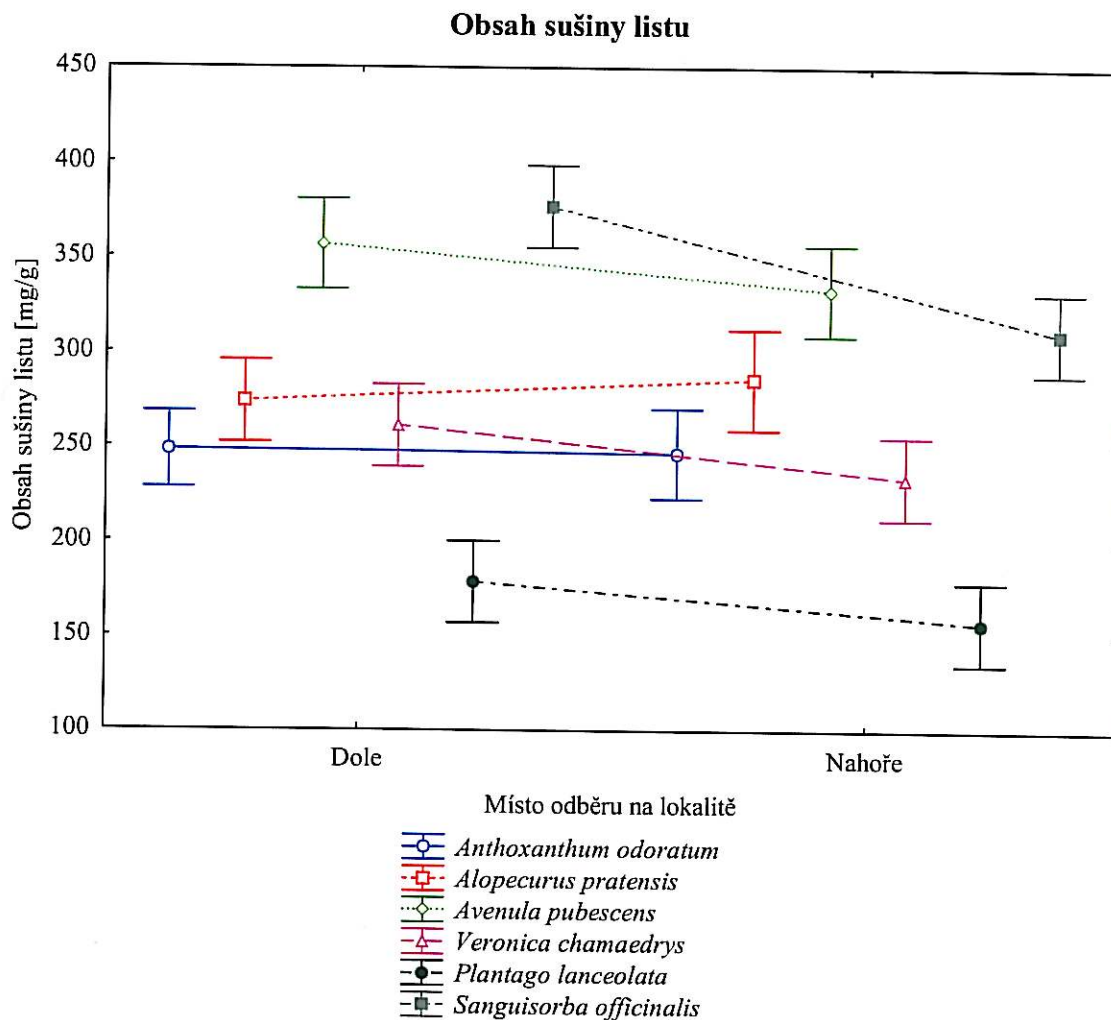 Obsah sušiny listu
450
400
350
300
250
200
150
100
Obsah sušiny listu [mg/g]
Dole Nahoře
Místo odběru na lokalitě
Anthoxanthum odoratum
Alopecurus pratensis
Avenula pubescens
Veronica chamaedrys
Plantago lanceolata
Sanguisorba officinalis